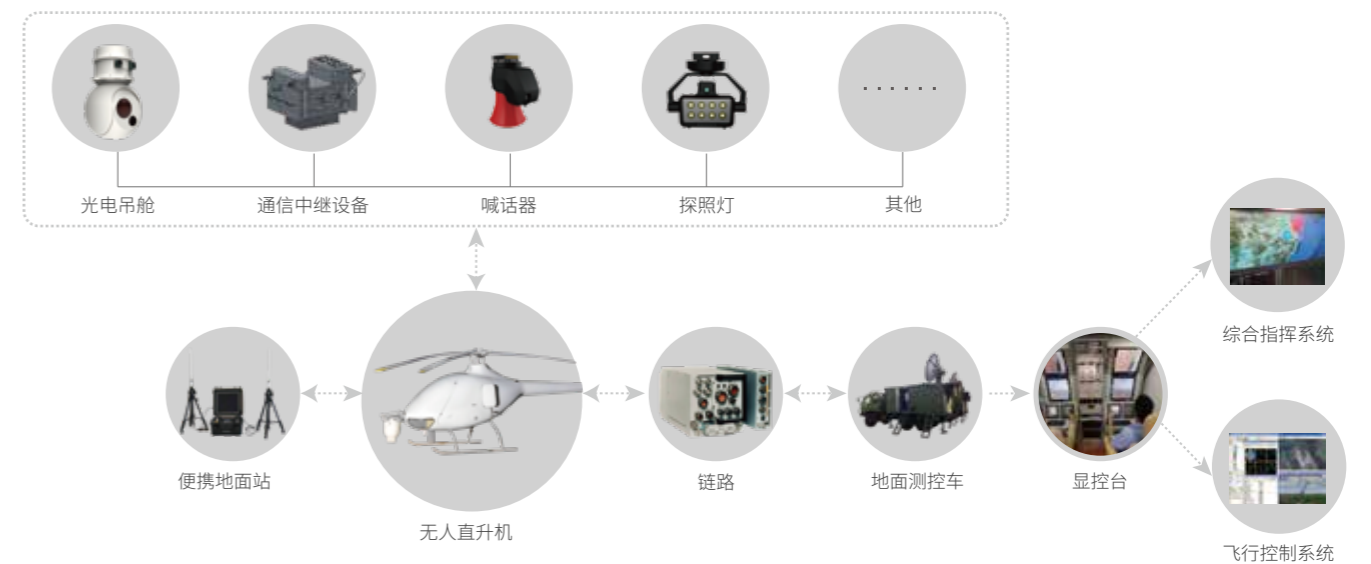 ······
光电吊舱
通信中继设备
喊话器
探照灯
其他
综合指挥系统
便携地面站
链路
地面测控车
显控台
无人直升机
飞行控制系统